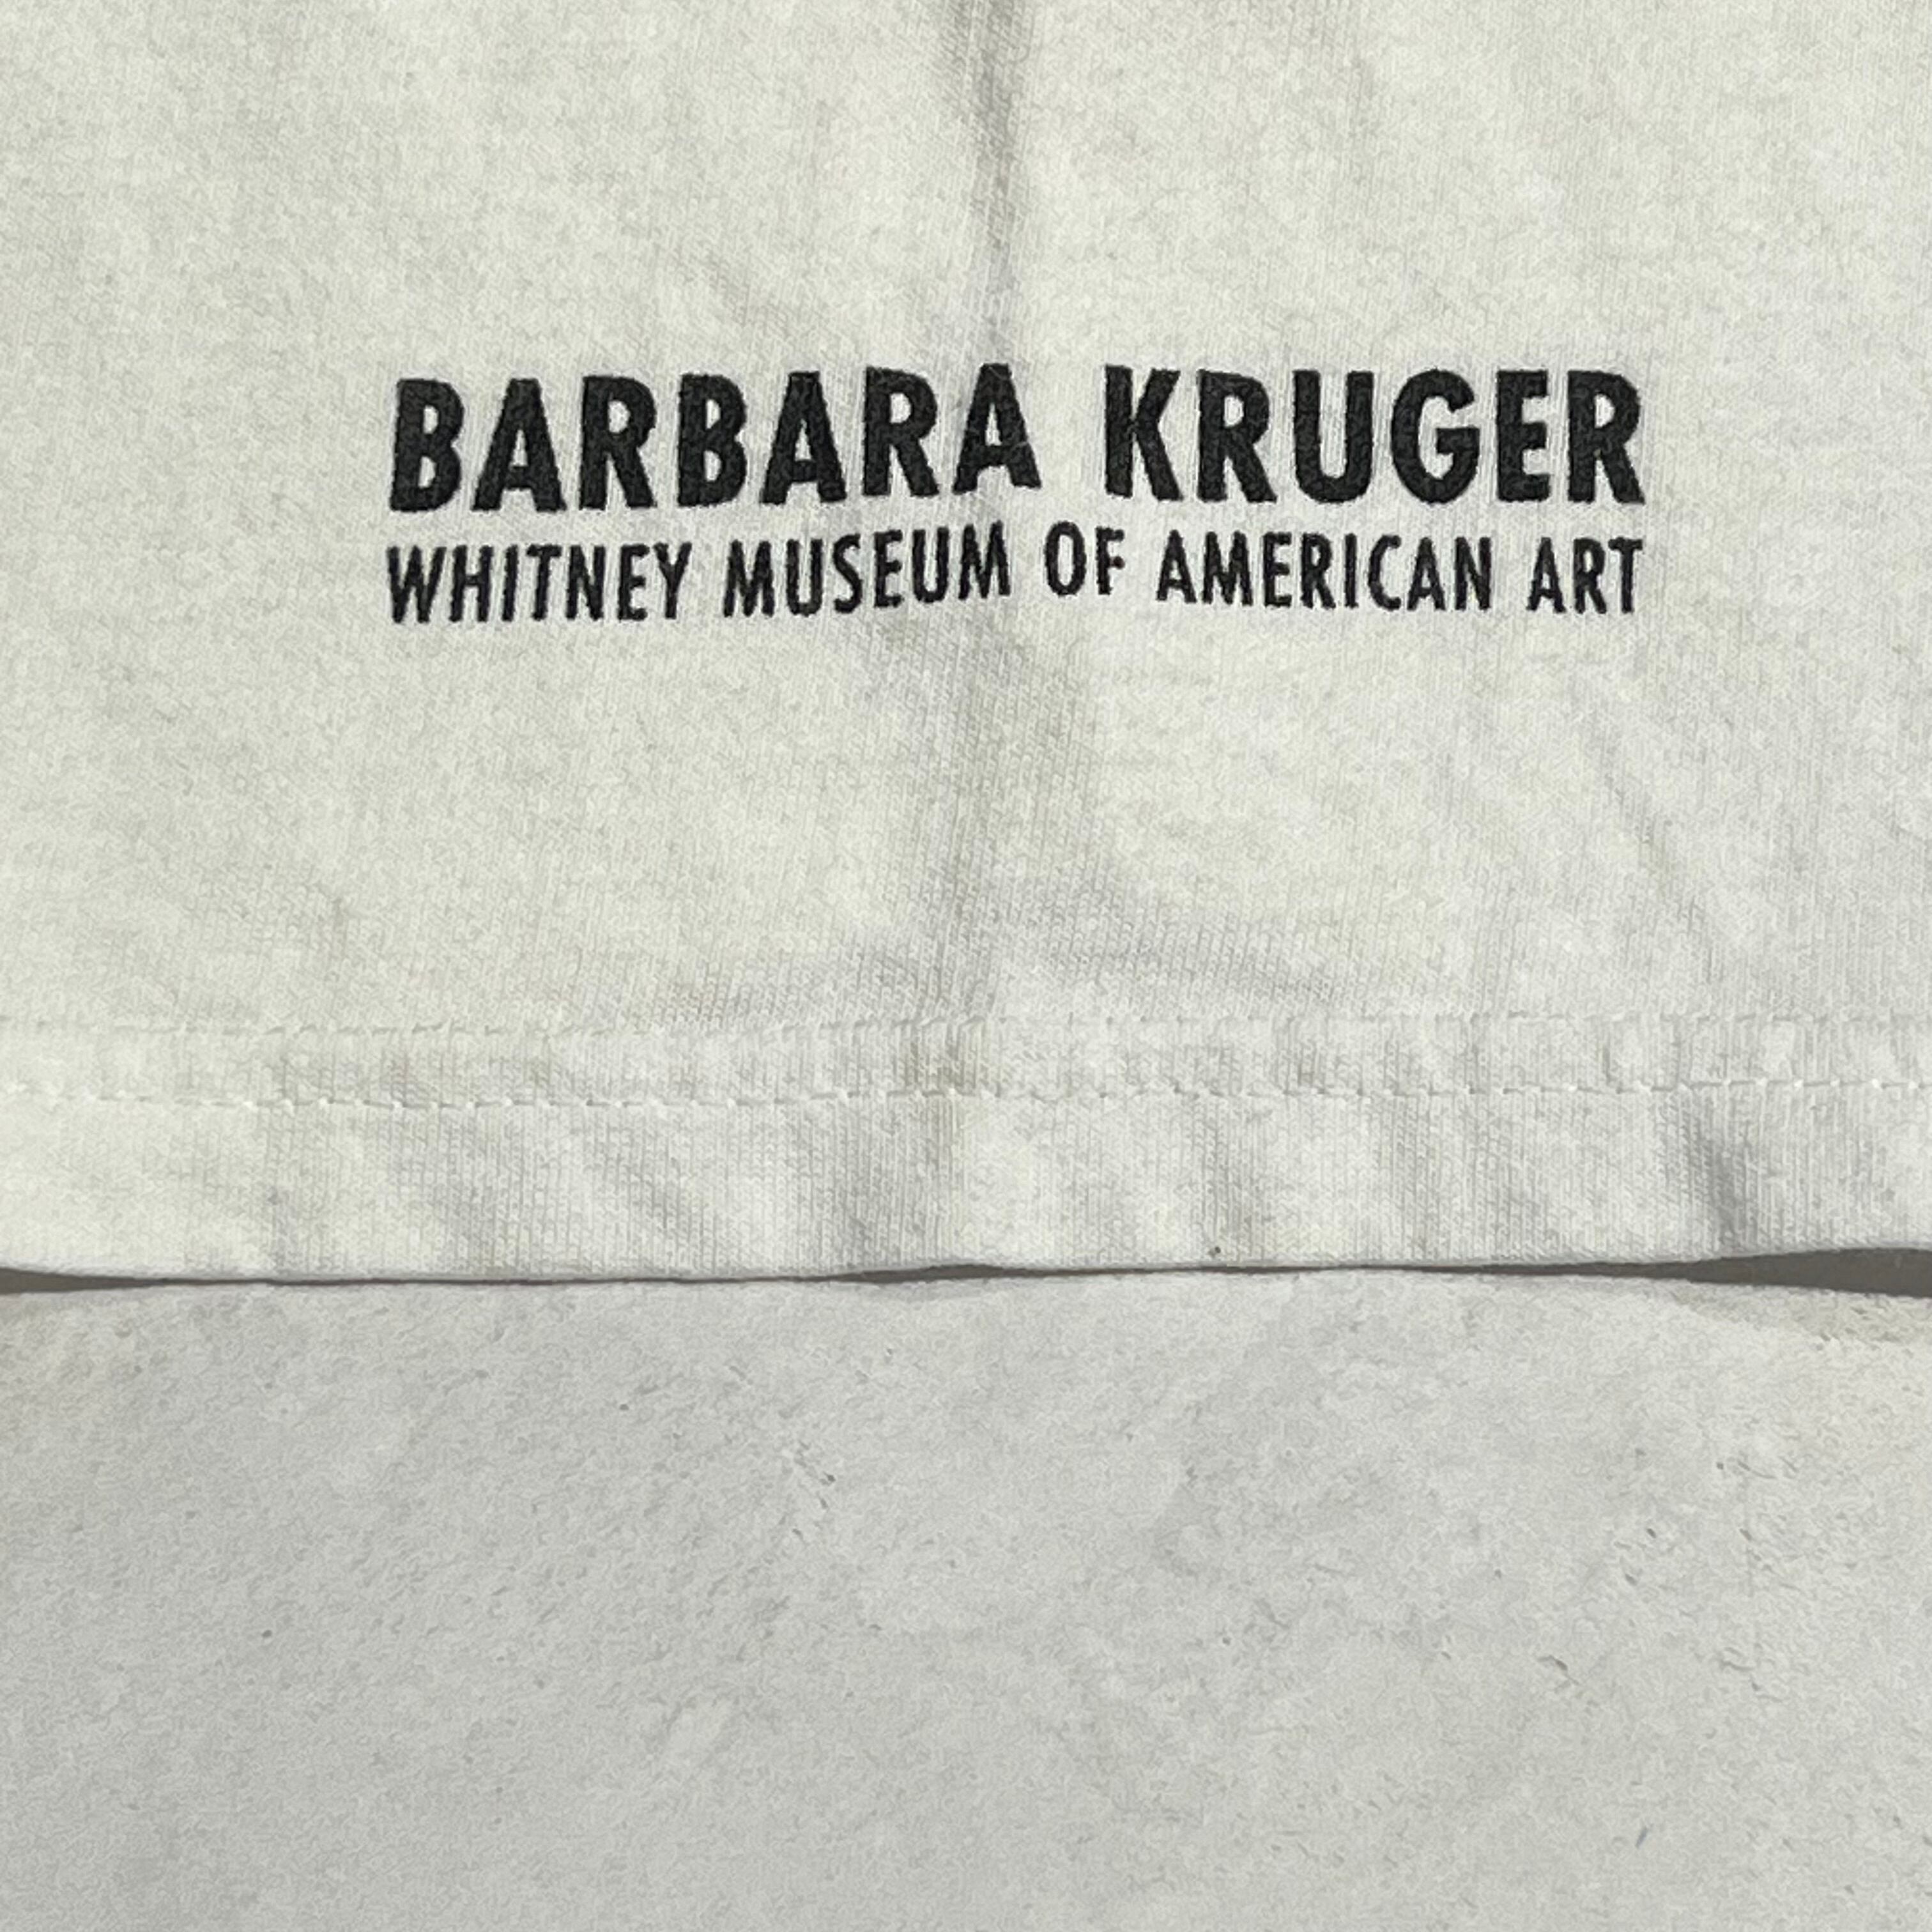 BARBARA KRUGER
WHITNEY MUSEUM OF AMERICAN ART